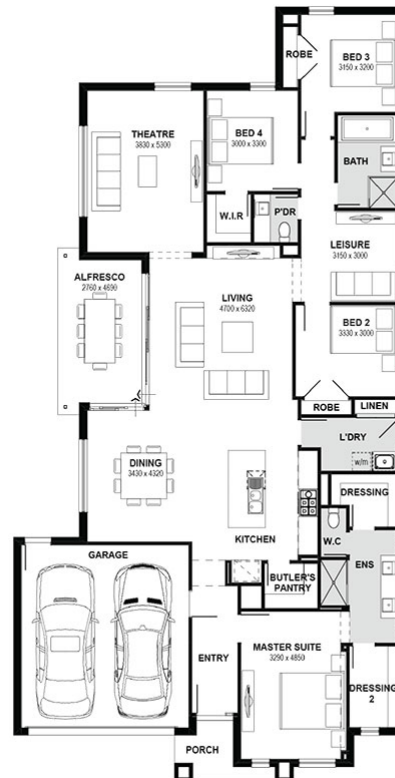 ROBE
BED 3
3150 x 3200
THEATRE
3830 x 5300
BED 4
3000 x 3300
BATH
W.I.R
P'DR
LEISURE
3150 x 3000
ALFRESCO
2760 x 4690
LIVING
4700 x 6320
BED 2
3330 x 3000
ROBE
LINEN
L'DRY
w/m
DINING
3430 x 4320
DRESSING
KITCHEN
W.C
ENS
GARAGE
BUTLER'S
PANTRY
MASTER SUITE
3290 x 4850
ENTRY
DRESSING
2
PORCH